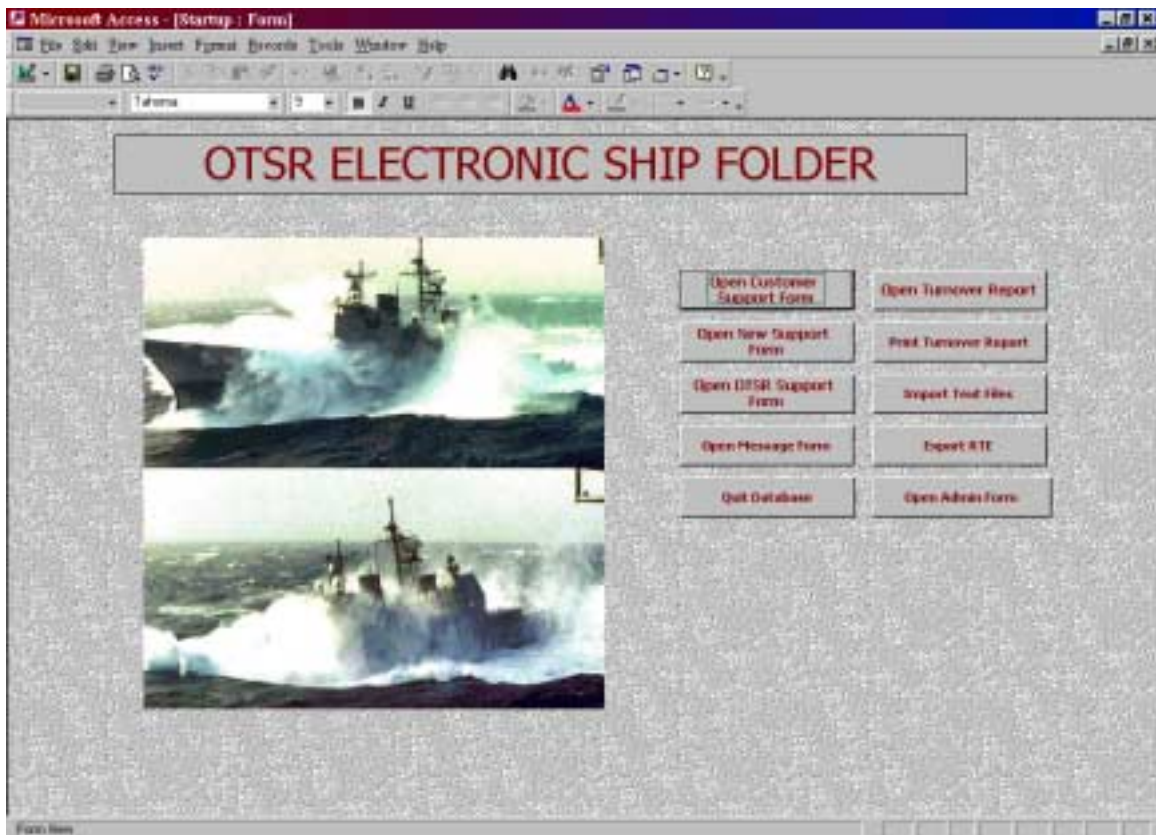 Microsoft Access - [Startup : Form]
File Edit View Insert Format Records Tools Window Help
Tahoma 9 B I U
OTSR ELECTRONIC SHIP FOLDER
Open Customer
Support Form
Open Turnover Report
Open New Support
Form
Print Turnover Report
Open OTSR Support
Form
Import Text Files
Open Message Form
Export RTE
Quit Database
Open Admin Form
Form View